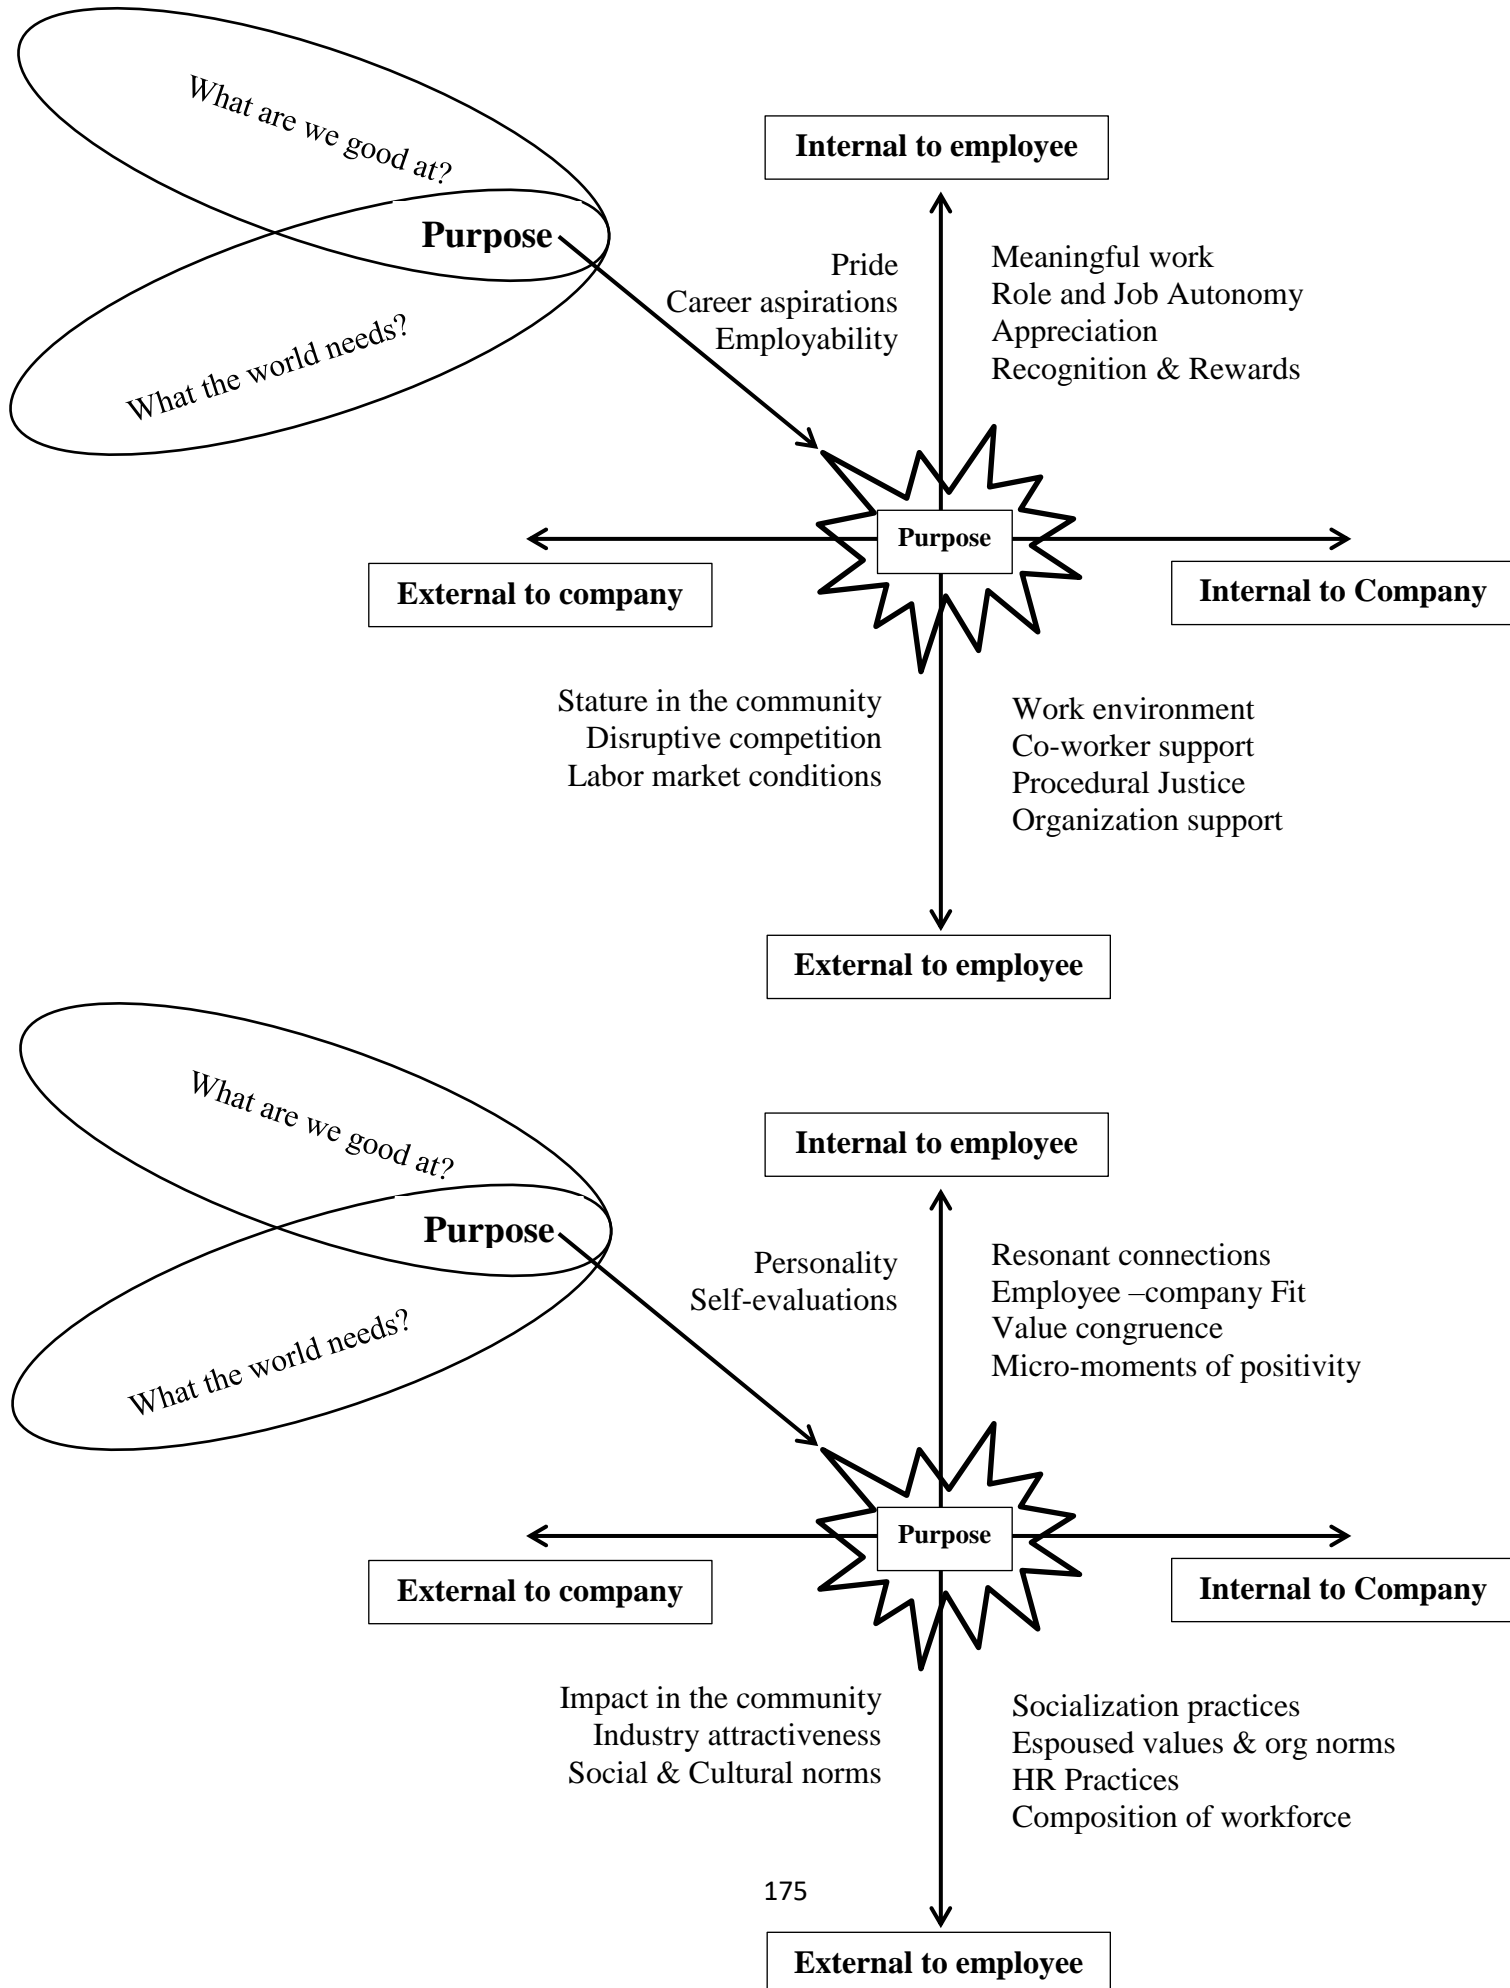 What are we good at?
Purpose
What the world needs?
Internal to employee
Pride
Career aspirations
Employability
Meaningful work
Role and Job Autonomy
Appreciation
Recognition & Rewards
Purpose
External to company
Internal to Company
Stature in the community
Disruptive competition
Labor market conditions
Work environment
Co-worker support
Procedural Justice
Organization support
External to employee
What are we good at?
Purpose
What the world needs?
Internal to employee
Personality
Self-evaluations
Resonant connections
Employee –company Fit
Value congruence
Micro-moments of positivity
Purpose
External to company
Internal to Company
Impact in the community
Industry attractiveness
Social & Cultural norms
Socialization practices
Espoused values & org norms
HR Practices
Composition of workforce
175
External to employee